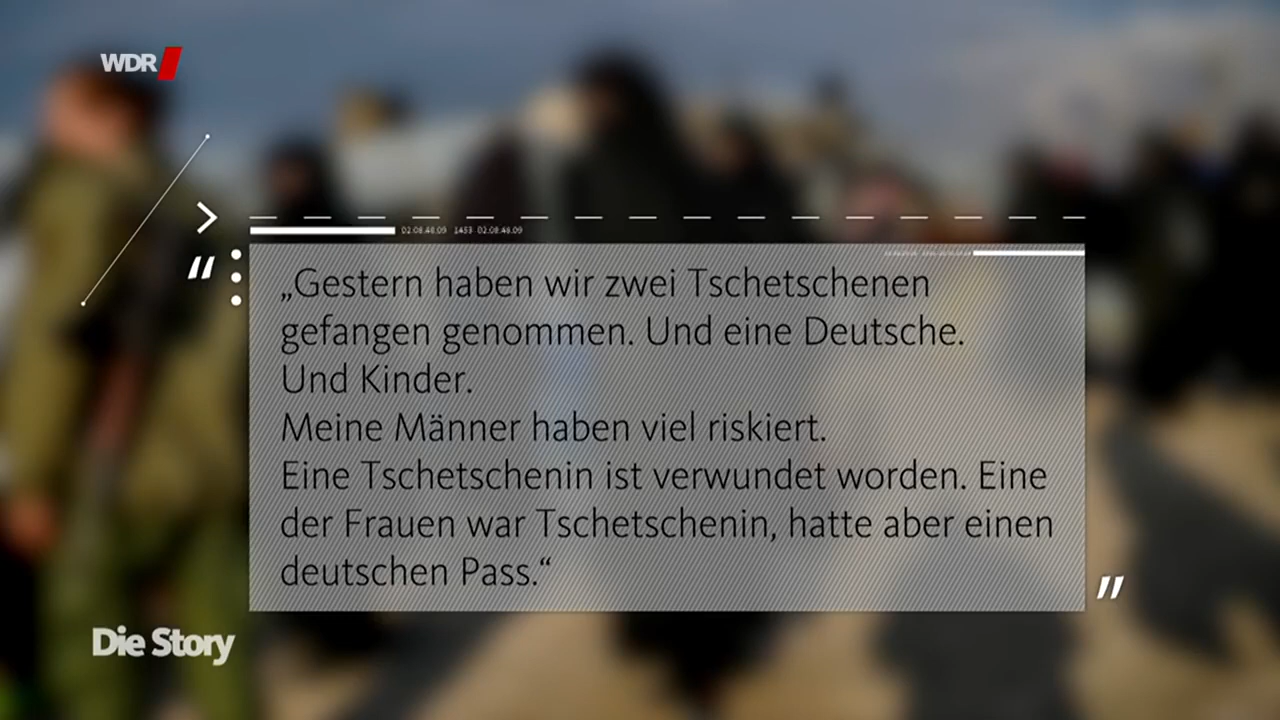 WDR
02.08.48.09 1453 02.08.48.09
„Gestern haben wir zwei Tschetschenen
gefangen genommen. Und eine Deutsche.
Und Kinder.
Meine Männer haben viel riskiert.
Eine Tschetschenin ist verwundet worden. Eine
der Frauen war Tschetschenin, hatte aber einen
deutschen Pass.“
Die Story